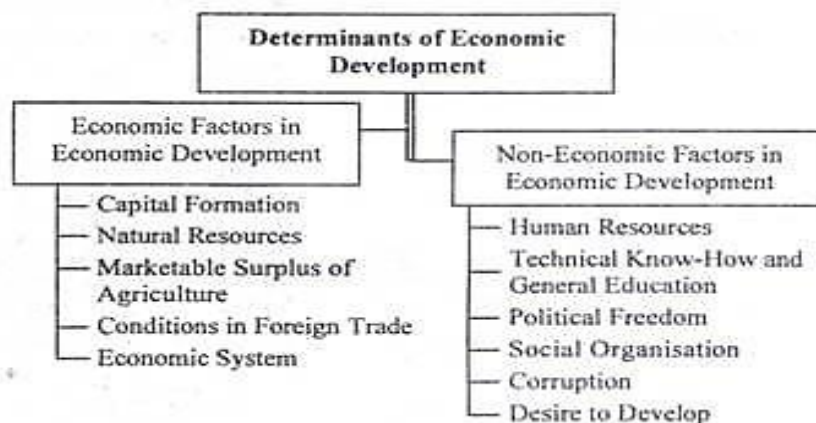 Determinants of Economic
Development
Economic Factors in
Economic Development
Capital Formation
Natural Resources
Marketable Surplus of
Agriculture
Conditions in Foreign Trade
Economic System
Non-Economic Factors in
Economic Development
Human Resources
Technical Know-How and
General Education
Political Freedom
Social Organisation
Corruption
Desire to Develop